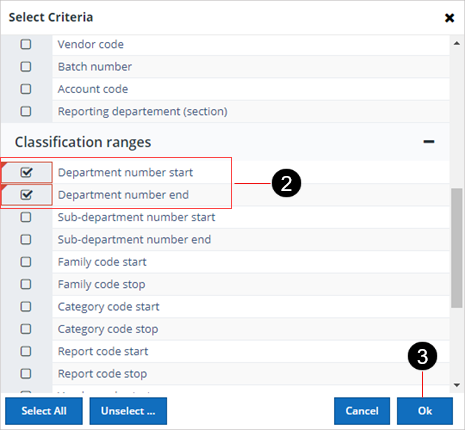 Select Criteria
Vendor code
Batch number
Account code
Reporting departement (section)
Classification ranges
Department number start
Department number end
2
Sub-department number start
Sub-department number end
Family code start
Family code stop
Category code start
Category code stop
Report code start
Report code stop
3
Select All
Unselect ...
Cancel
Ok